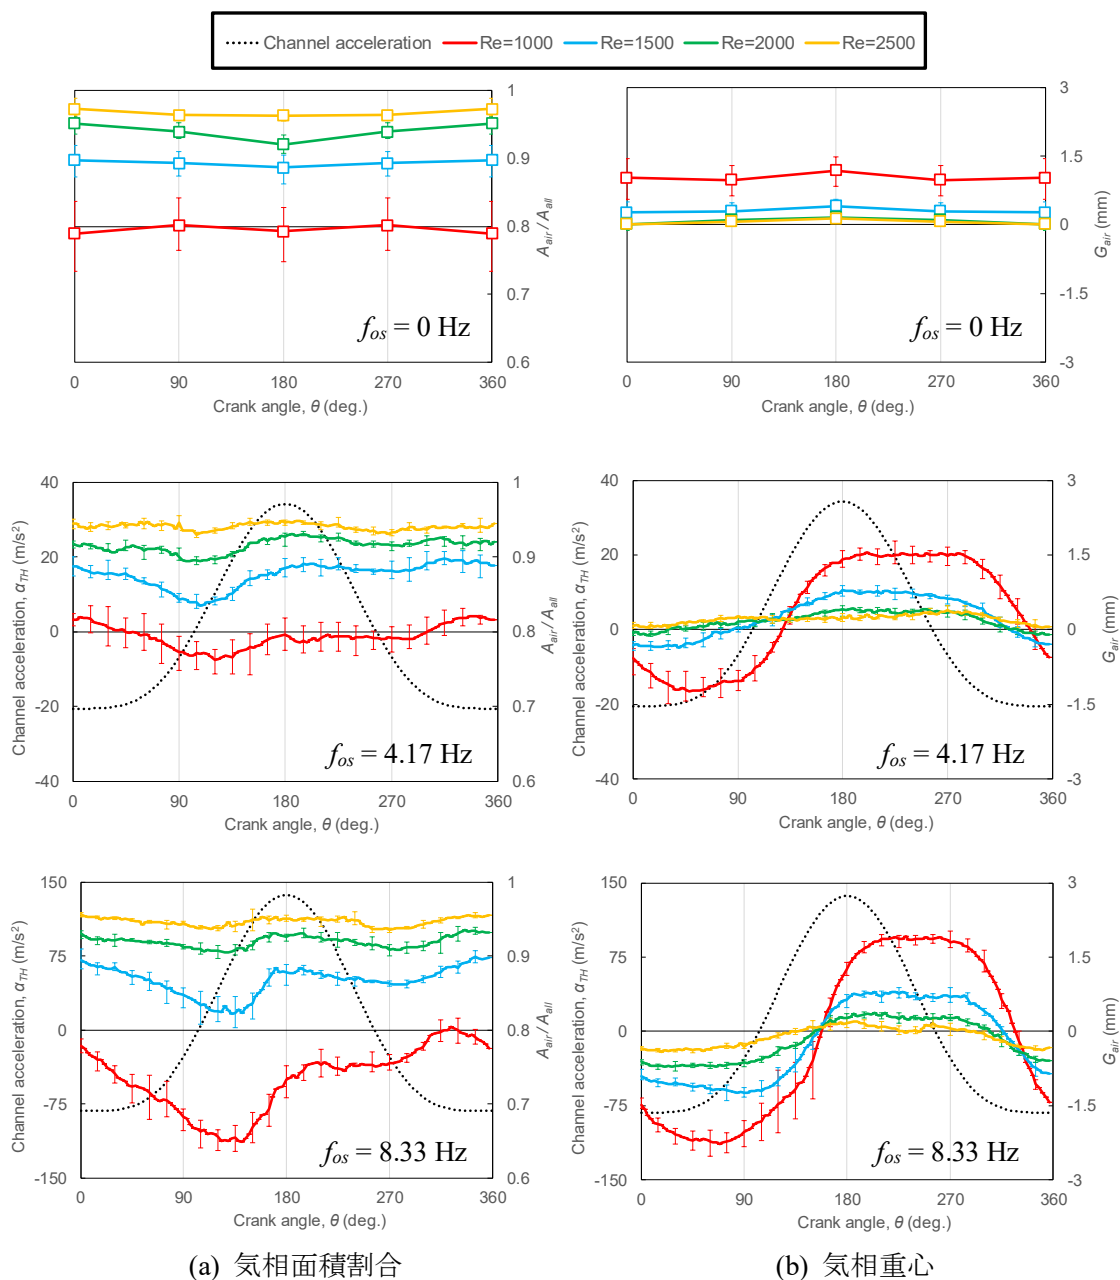 Channel acceleration Re=1000 Re=1500 Re=2000 Re=2500
1
0.9
0.8
0.7
0.6
A_air / A_all
f_os = 0 Hz
0 90 180 270 360
Crank angle, θ (deg.)
3
1.5
0
-1.5
-3
G_air (mm)
f_os = 0 Hz
0 90 180 270 360
Crank angle, θ (deg.)
40
20
0
-20
-40
Channel acceleration, α_TH (m/s²)
1
0.9
0.8
0.7
0.6
A_air / A_all
f_os = 4.17 Hz
0 90 180 270 360
Crank angle, θ (deg.)
40
20
0
-20
-40
Channel acceleration, α_TH (m/s²)
3
1.5
0
-1.5
-3
G_air (mm)
f_os = 4.17 Hz
0 90 180 270 360
Crank angle, θ (deg.)
150
75
0
-75
-150
Channel acceleration, α_TH (m/s²)
1
0.9
0.8
0.7
0.6
A_air / A_all
f_os = 8.33 Hz
0 90 180 270 360
Crank angle, θ (deg.)
150
75
0
-75
-150
Channel acceleration, α_TH (m/s²)
3
1.5
0
-1.5
-3
G_air (mm)
f_os = 8.33 Hz
0 90 180 270 360
Crank angle, θ (deg.)
(a) 気相面積割合
(b) 気相重心